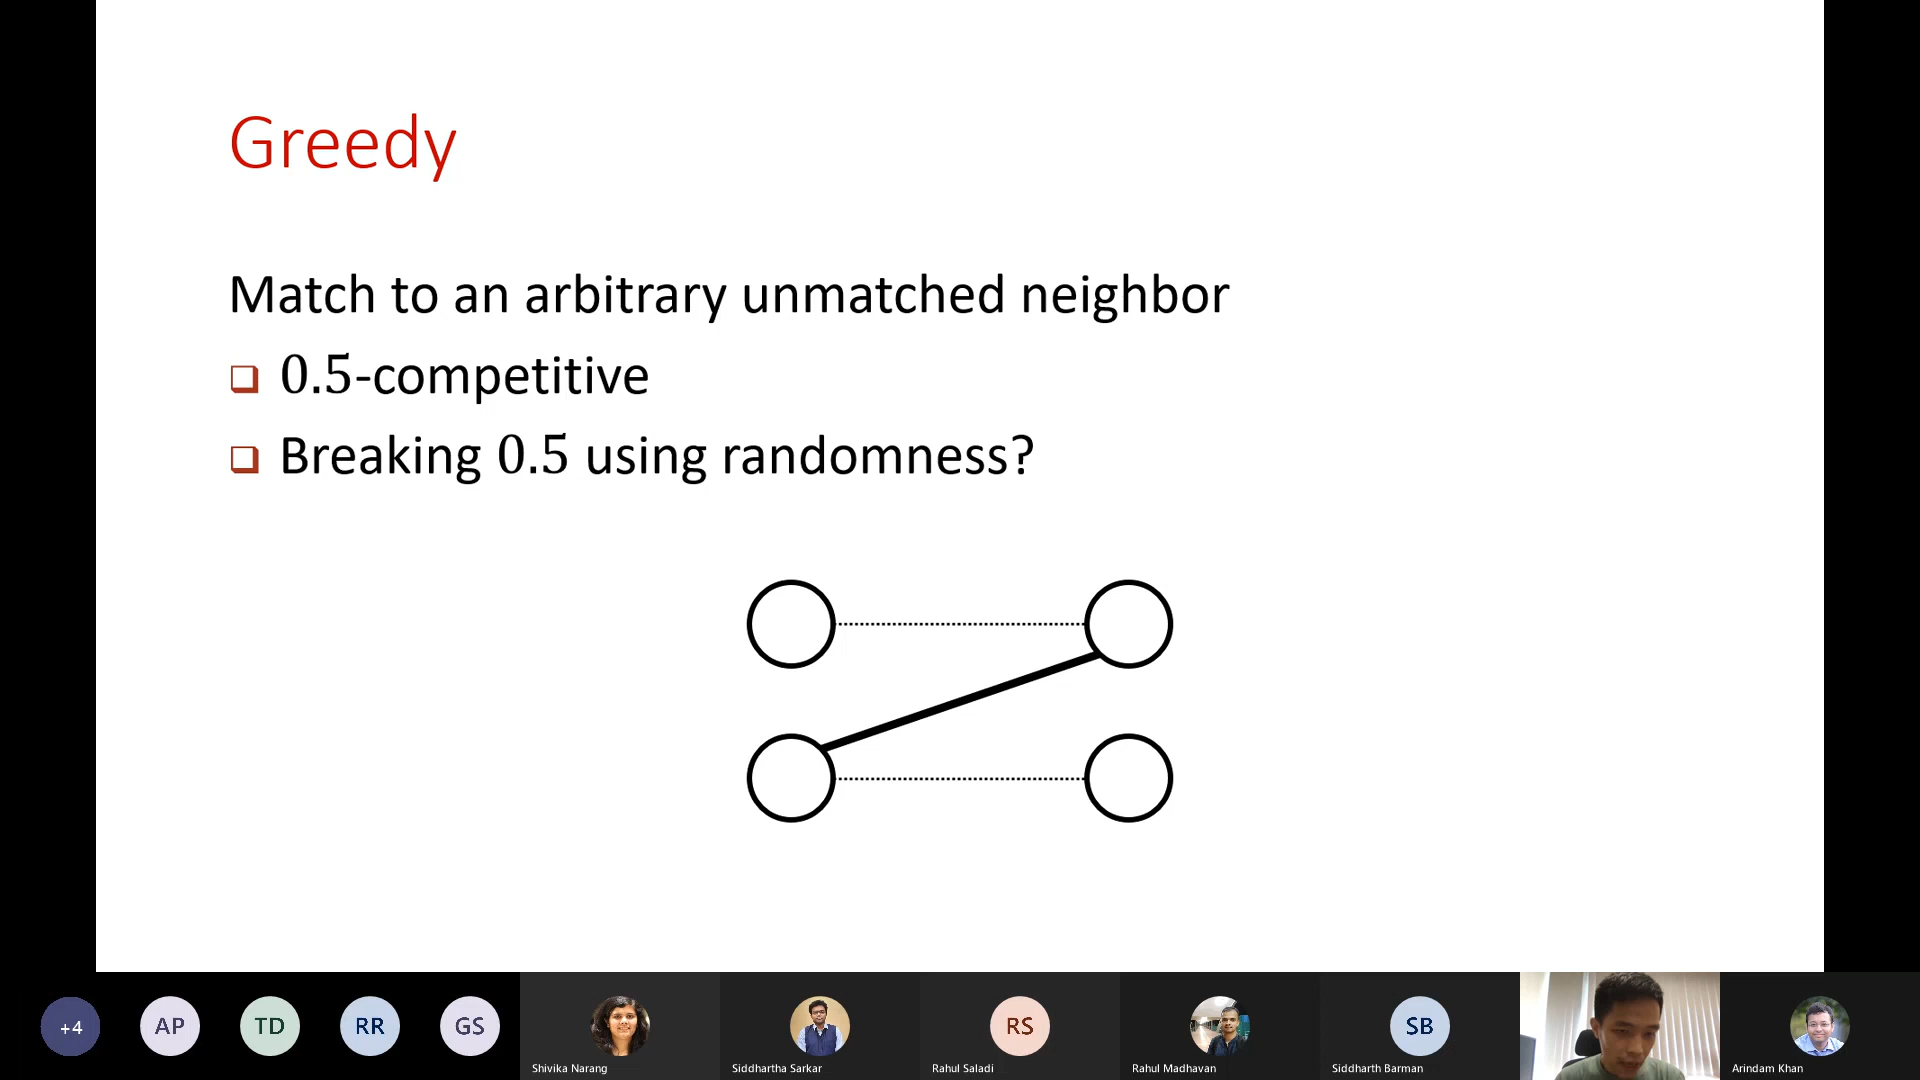 Greedy
Match to an arbitrary unmatched neighbor
❑ 0.5-competitive
❑ Breaking 0.5 using randomness?
+4
AP
TD
RR
GS
RS
SB
Shivika Narang
Siddhartha Sarkar
Rahul Saladi
Rahul Madhavan
Siddharth Barman
Arindam Khan